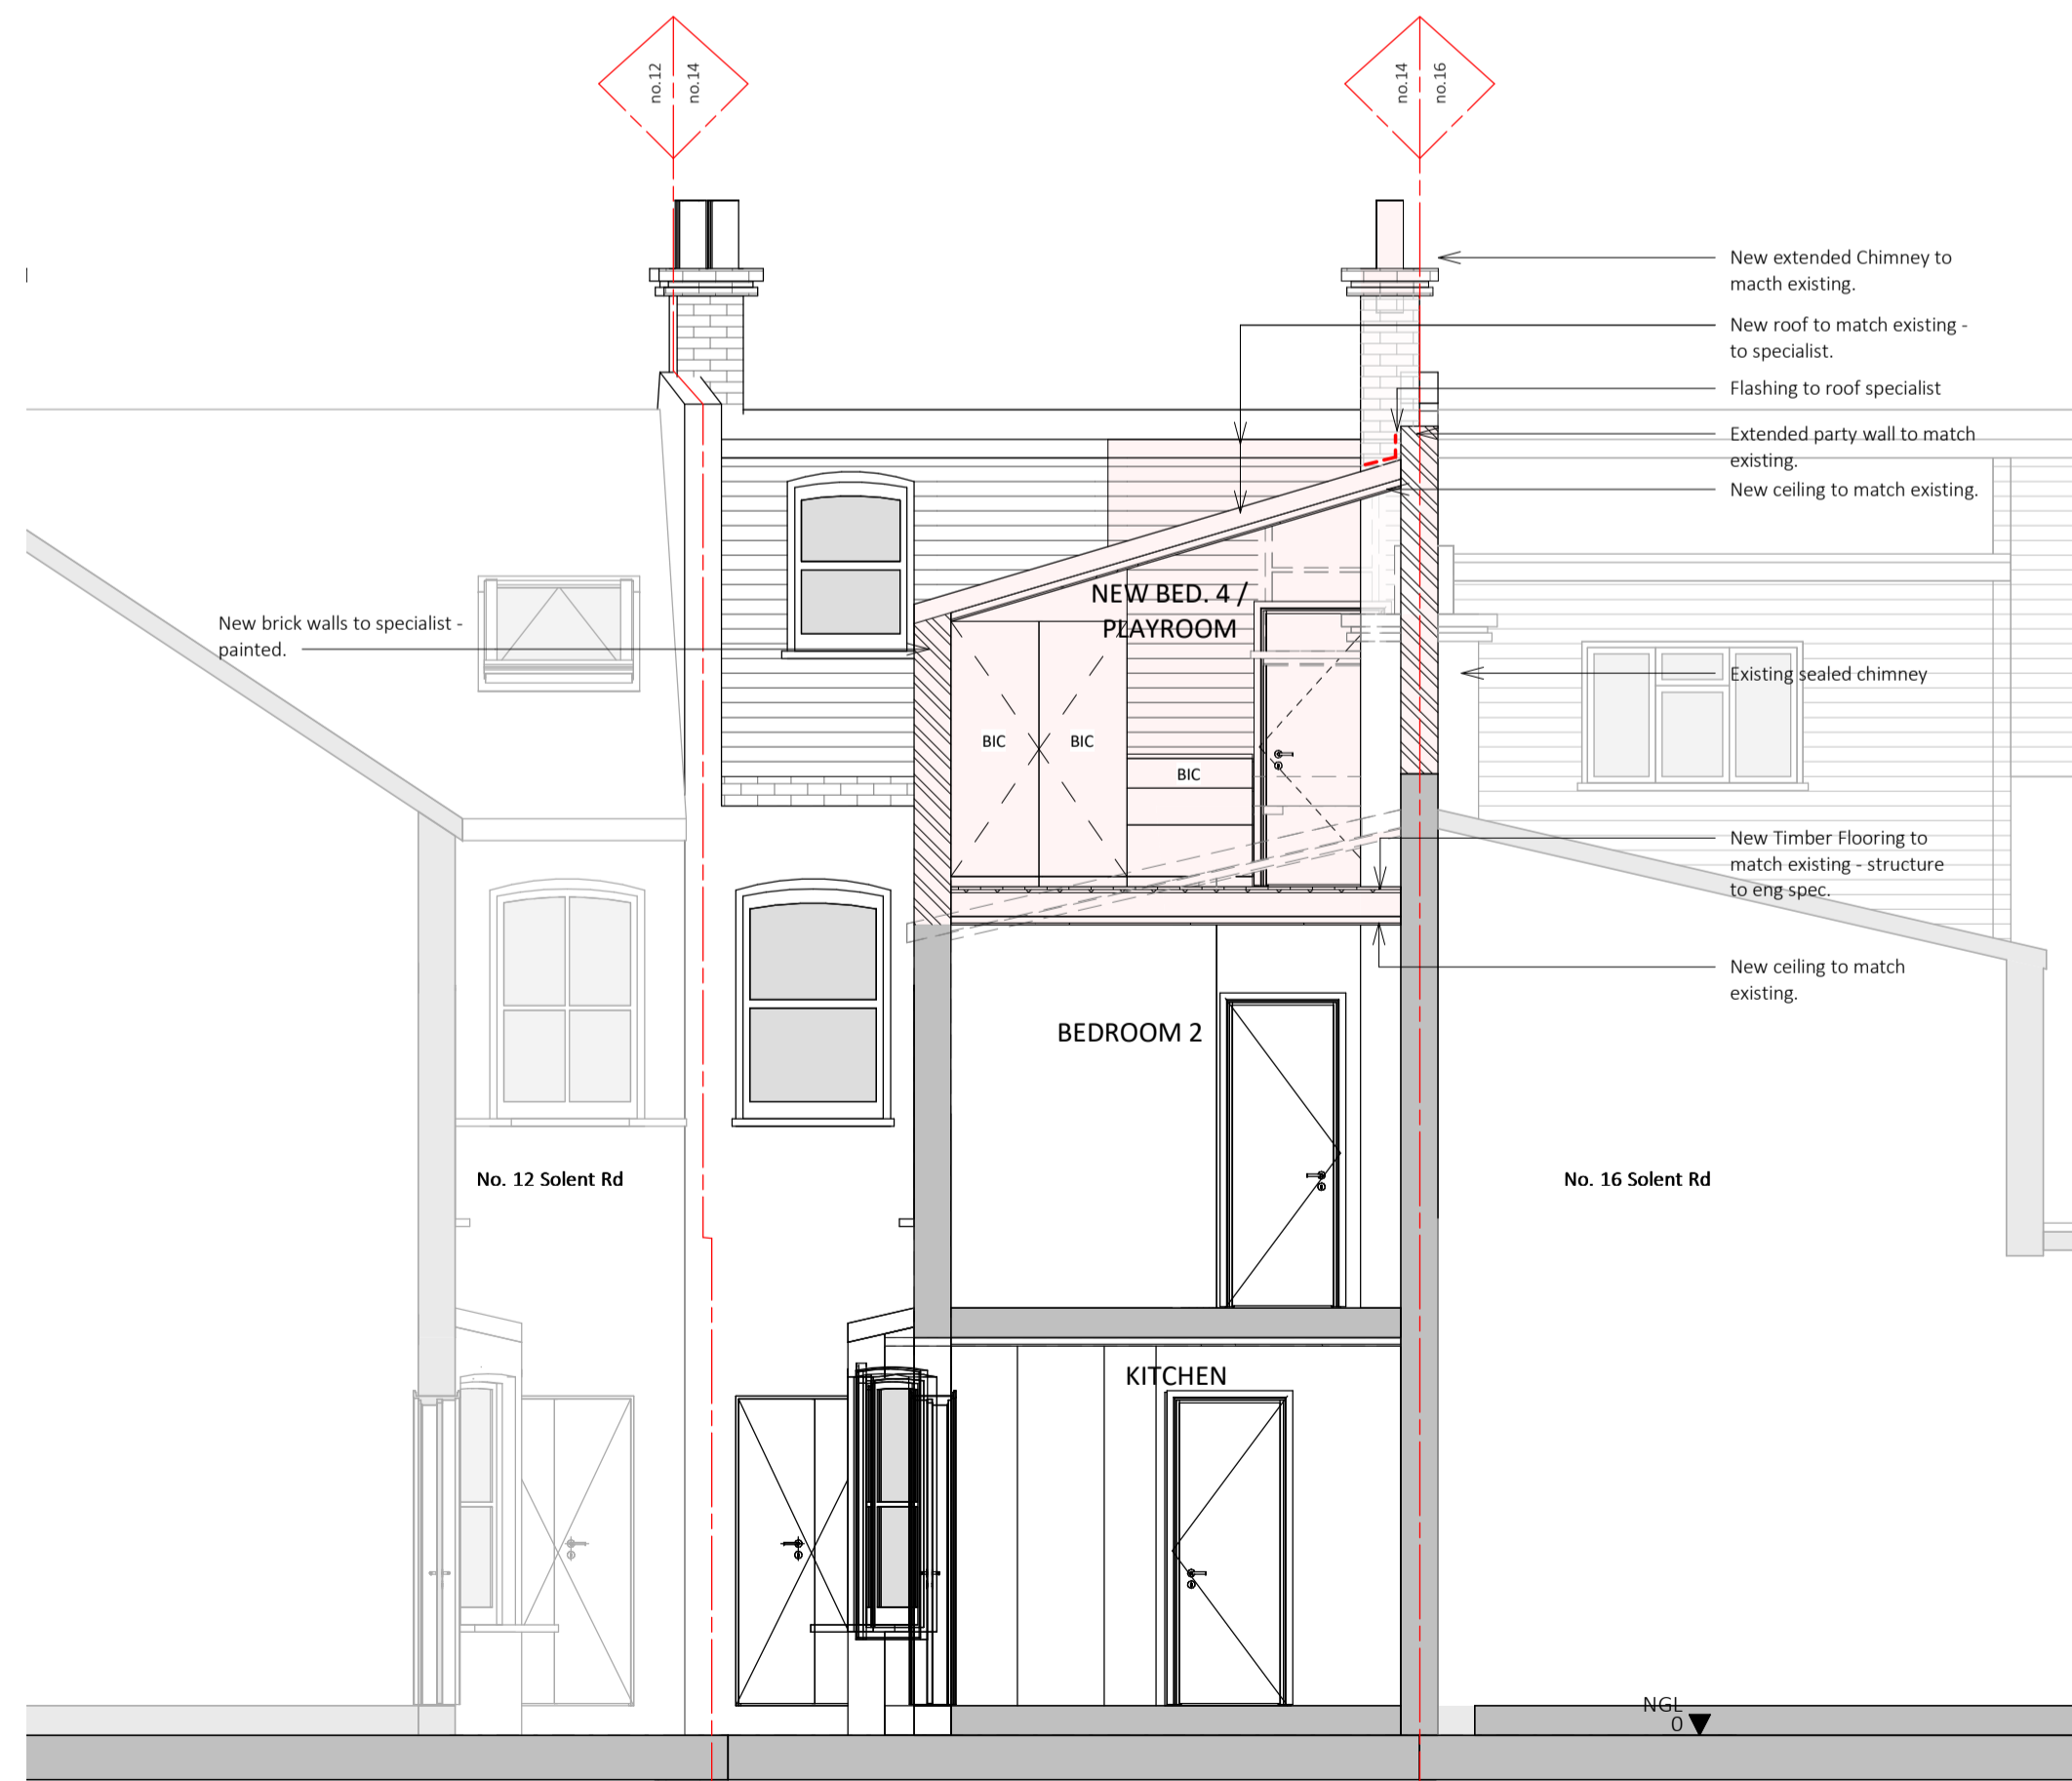 no.12
no.14
no.14
no.16
New extended Chimney to
macth existing.
New roof to match existing -
to specialist.
Flashing to roof specialist
Extended party wall to match
existing.
New ceiling to match existing.
NEW BED. 4 /
PLAYROOM
New brick walls to specialist -
painted.
Existing sealed chimney
BIC
BIC
BIC
New Timber Flooring to
match existing - structure
to eng spec.
New ceiling to match
existing.
BEDROOM 2
No. 12 Solent Rd
No. 16 Solent Rd
KITCHEN
NGL
0